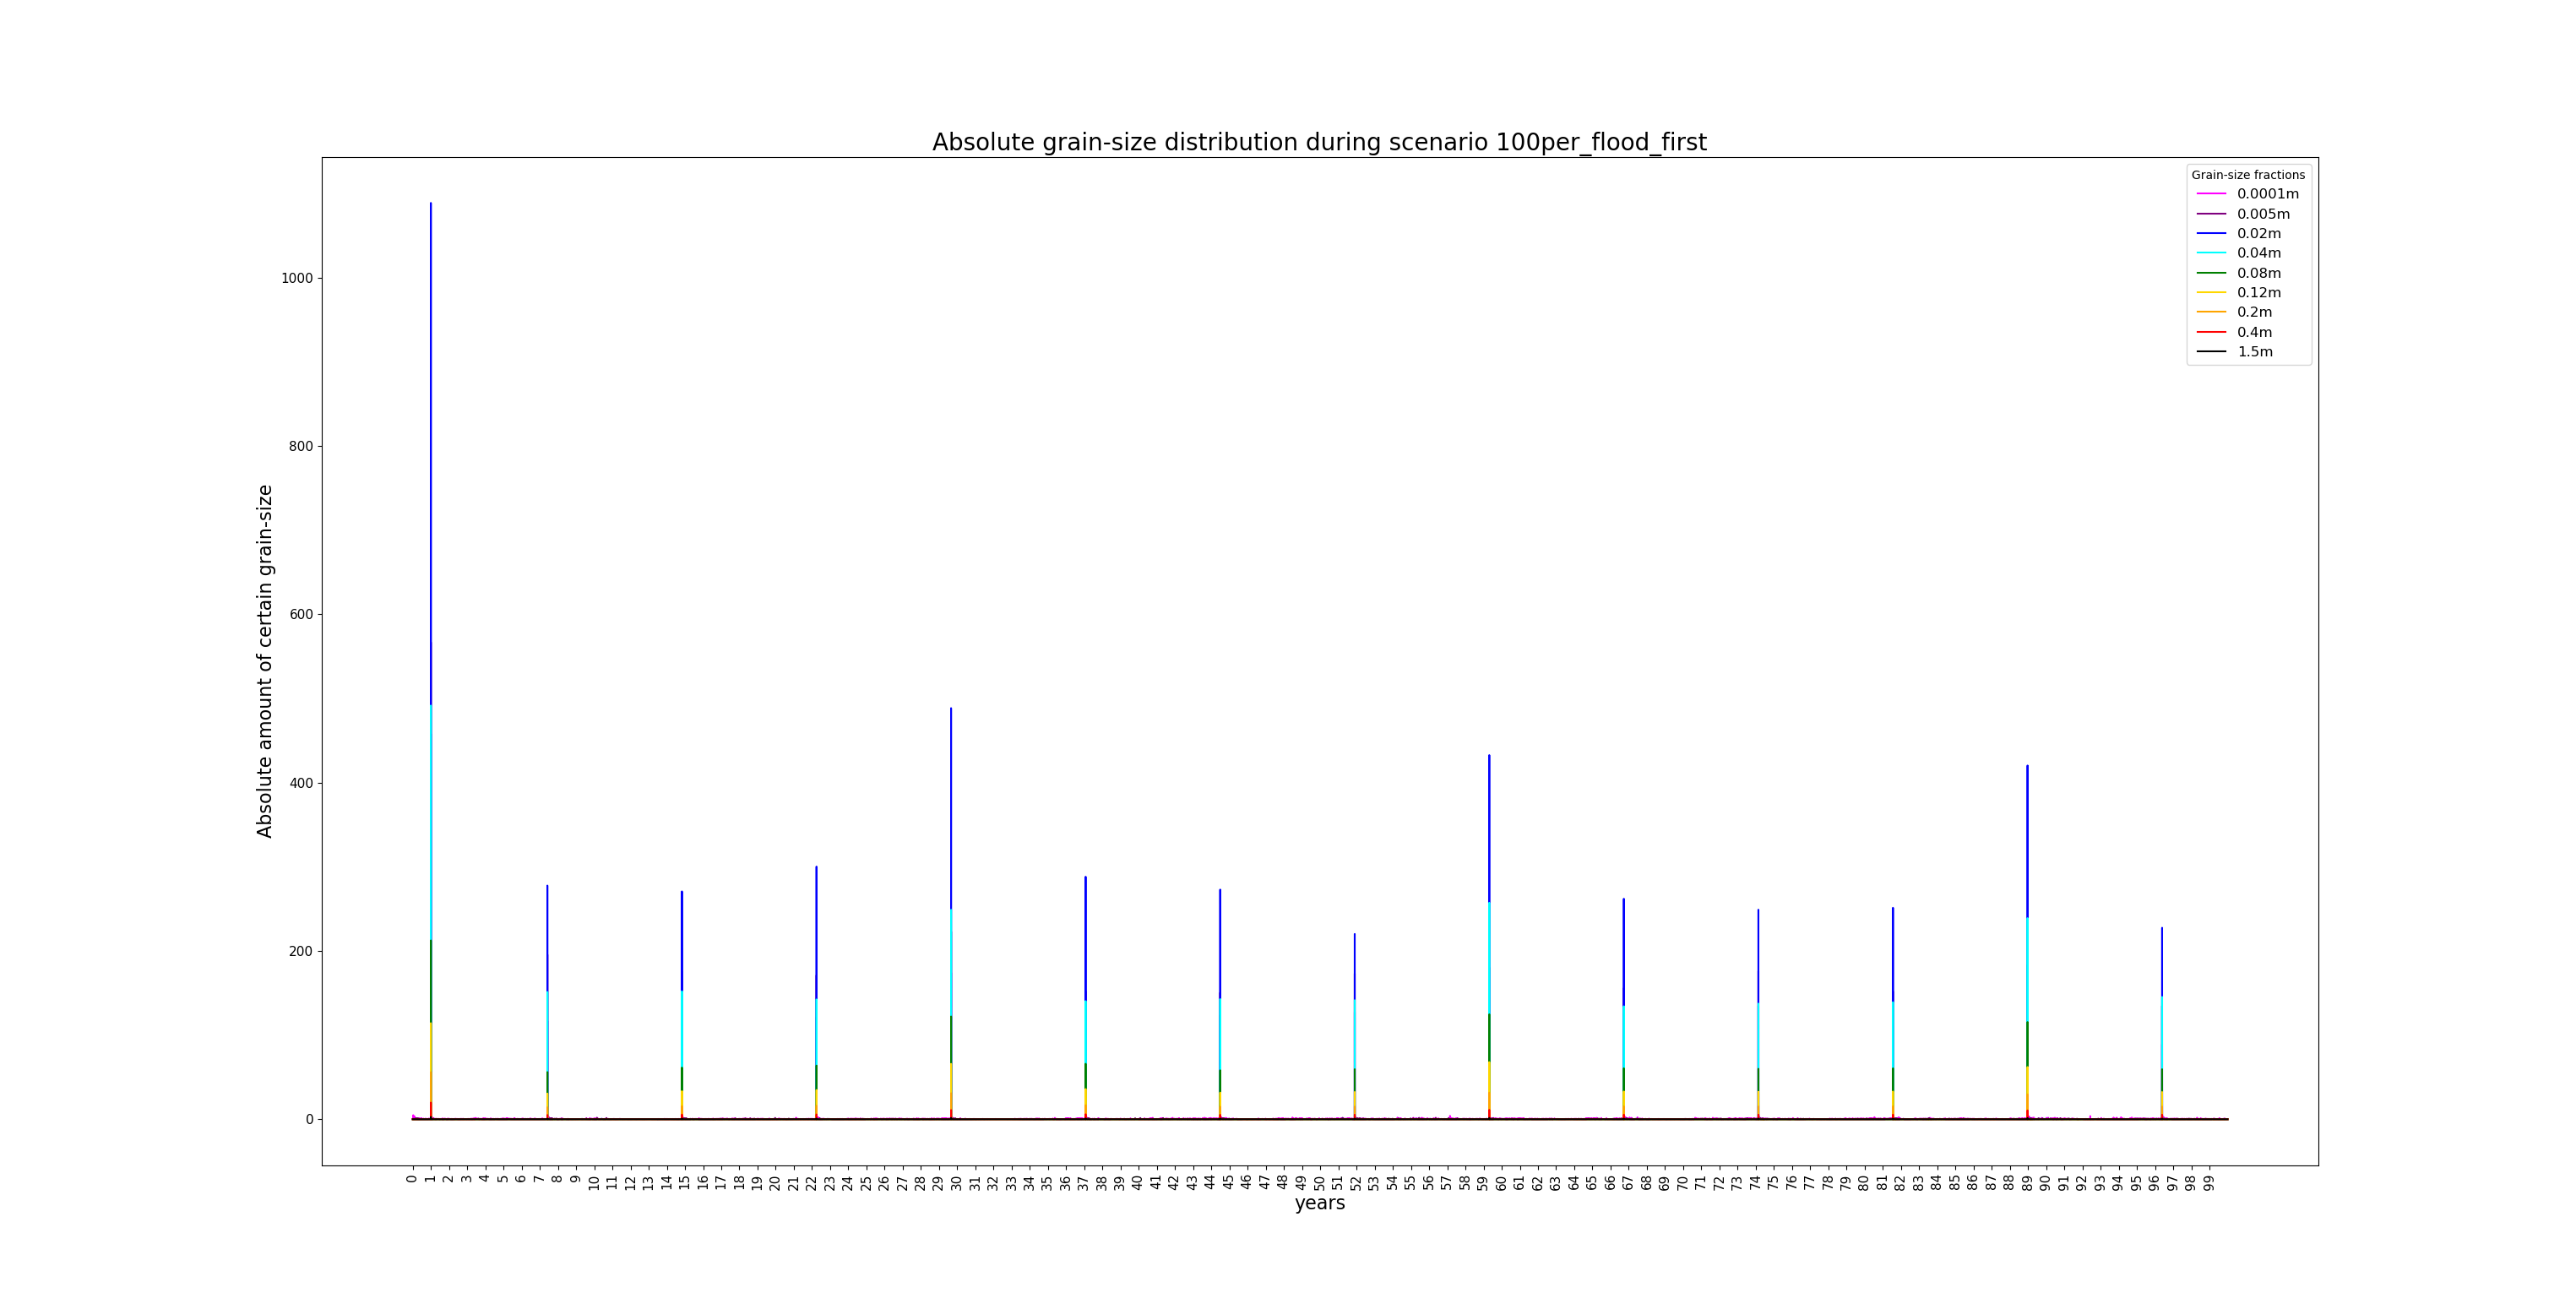 Absolute grain-size distribution during scenario 100per_flood_first
Grain-size fractions
0.0001m
0.005m
0.02m
0.04m
0.08m
0.12m
0.2m
0.4m
1.5m
Absolute amount of certain grain-size
1000
800
600
400
200
0
0 1 2 3 4 5 6 7 8 9 10 11 12 13 14 15 16 17 18 19 20 21 22 23 24 25 26 27 28 29 30 31 32 33 34 35 36 37 38 39 40 41 42 43 44 45 46 47 48 49 50 51 52 53 54 55 56 57 58 59 60 61 62 63 64 65 66 67 68 69 70 71 72 73 74 75 76 77 78 79 80 81 82 83 84 85 86 87 88 89 90 91 92 93 94 95 96 97 98 99
years